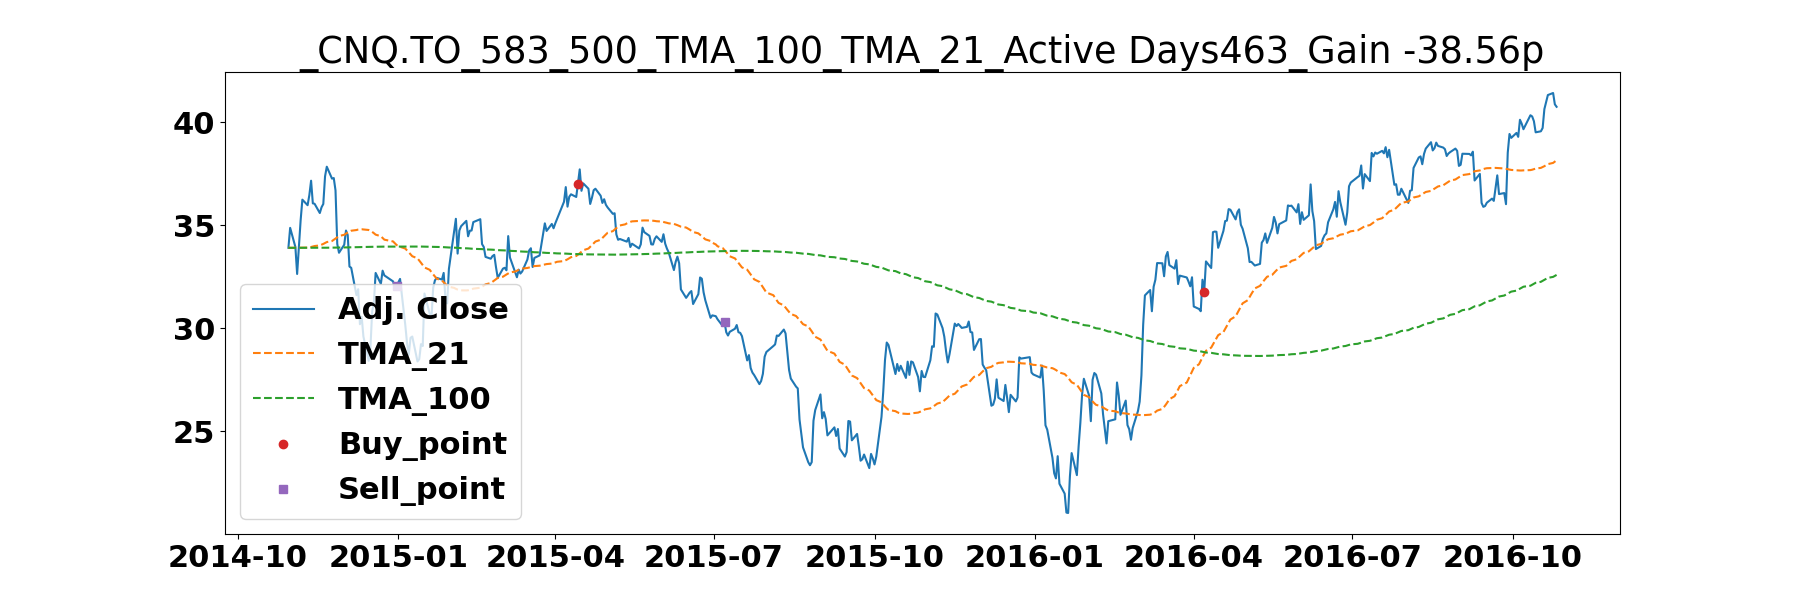 _CNQ.TO_583_500_TMA_100_TMA_21_Active Days463_Gain -38.56p
40
35
30
25
Adj. Close
TMA_21
TMA_100
Buy_point
Sell_point
2014-10 2015-01 2015-04 2015-07 2015-10 2016-01 2016-04 2016-07 2016-10